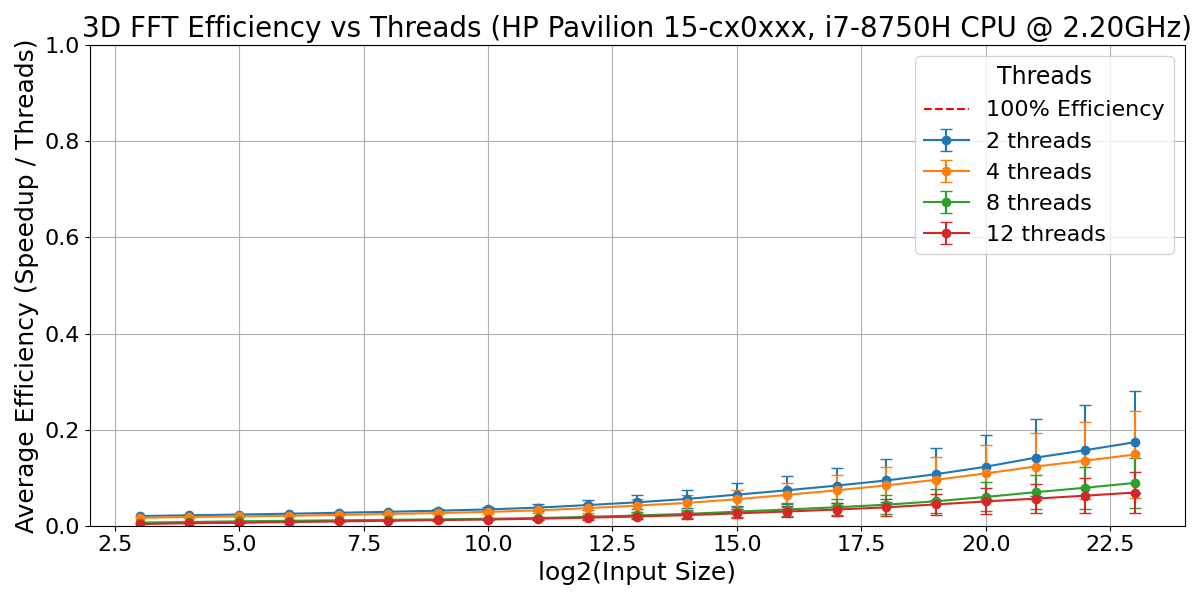 3D FFT Efficiency vs Threads (HP Pavilion 15-cx0xxx, i7-8750H CPU @ 2.20GHz)
Average Efficiency (Speedup / Threads)
1.0
0.8
0.6
0.4
0.2
0.0
Threads
100% Efficiency
2 threads
4 threads
8 threads
12 threads
2.5 5.0 7.5 10.0 12.5 15.0 17.5 20.0 22.5
log2(Input Size)